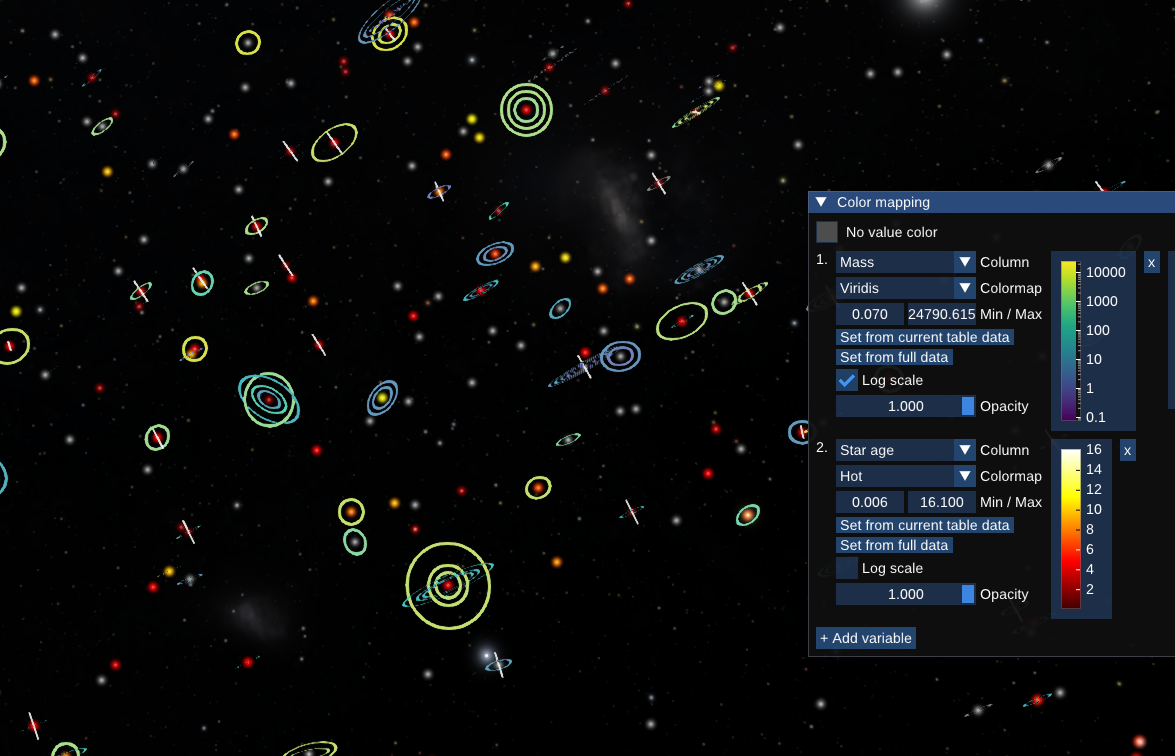 Color mapping
No value color
1.
Mass Column
Viridis Colormap
0.070 24790.615 Min / Max
Set from current table data
Set from full data
Log scale
1.000 Opacity
10000
1000
100
10
1
0.1
x
2.
Star age Column
Hot Colormap
0.006 16.100 Min / Max
Set from current table data
Set from full data
Log scale
1.000 Opacity
16
14
12
10
8
6
4
2
x
+ Add variable